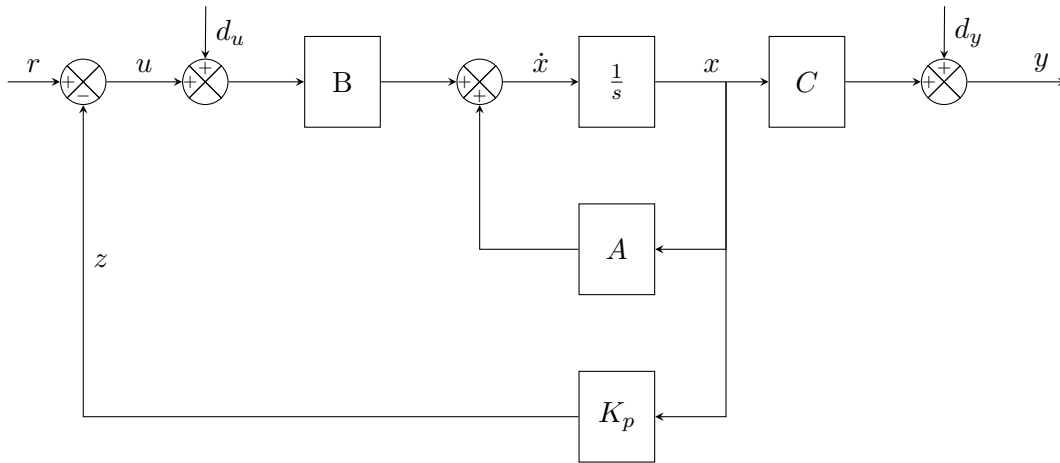 d_u
d_y
r
u
B
ẋ
1/s
x
C
y
+
−
+
+
+
+
+
+
A
z
K_p